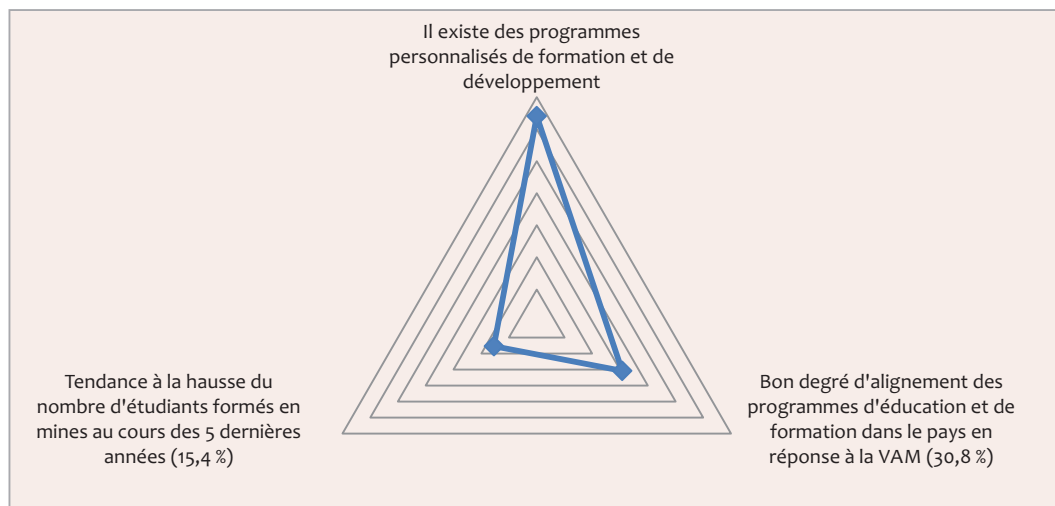 Il existe des programmes
personnalisés de formation et de
développement
Tendance à la hausse du
nombre d'étudiants formés en
mines au cours des 5 dernières
années (15,4 %)
Bon degré d'alignement des
programmes d'éducation et de
formation dans le pays en
réponse à la VAM (30,8 %)